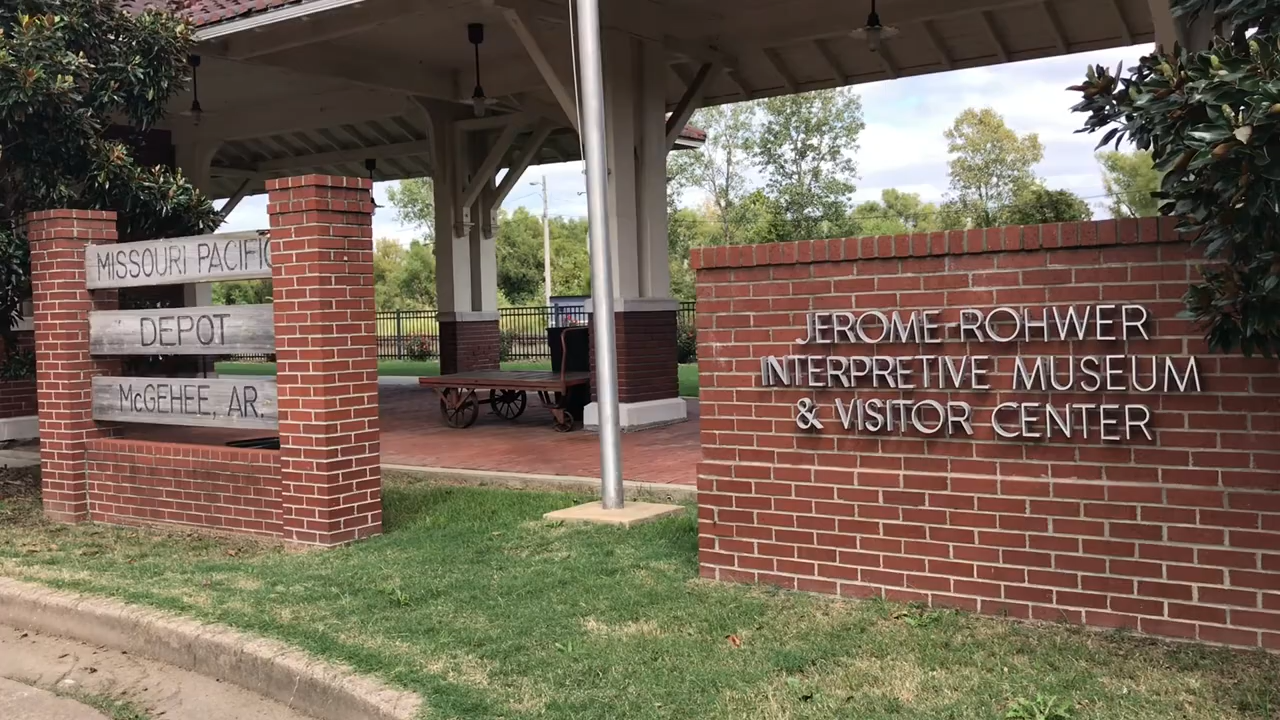 MISSOURI PACIFIC
DEPOT
McGEHEE, AR.
JEROME-ROHWER
INTERPRETIVE MUSEUM
& VISITOR CENTER